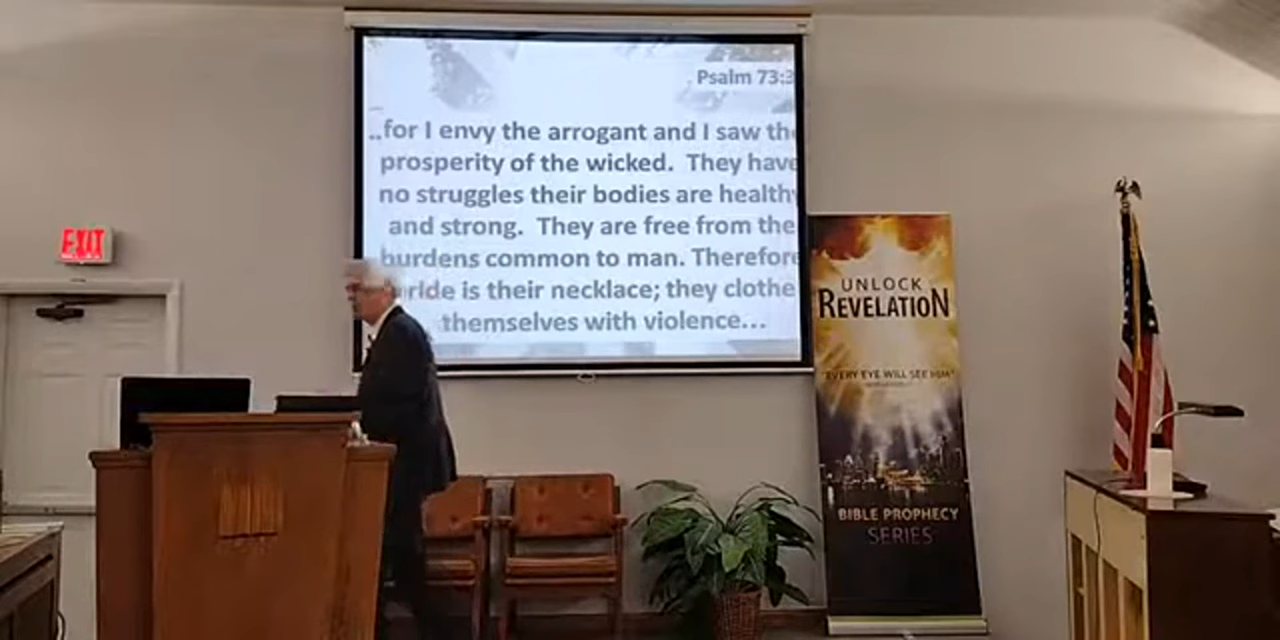 EXIT
Psalm 73:3
..for I envy the arrogant and I saw the
prosperity of the wicked. They have
no struggles their bodies are healthy
and strong. They are free from the
burdens common to man. Therefore
pride is their necklace; they clothe
themselves with violence...
UNLOCK
REVELATION
"EVERY EYE WILL SEE HIM"
BIBLE PROPHECY
SERIES